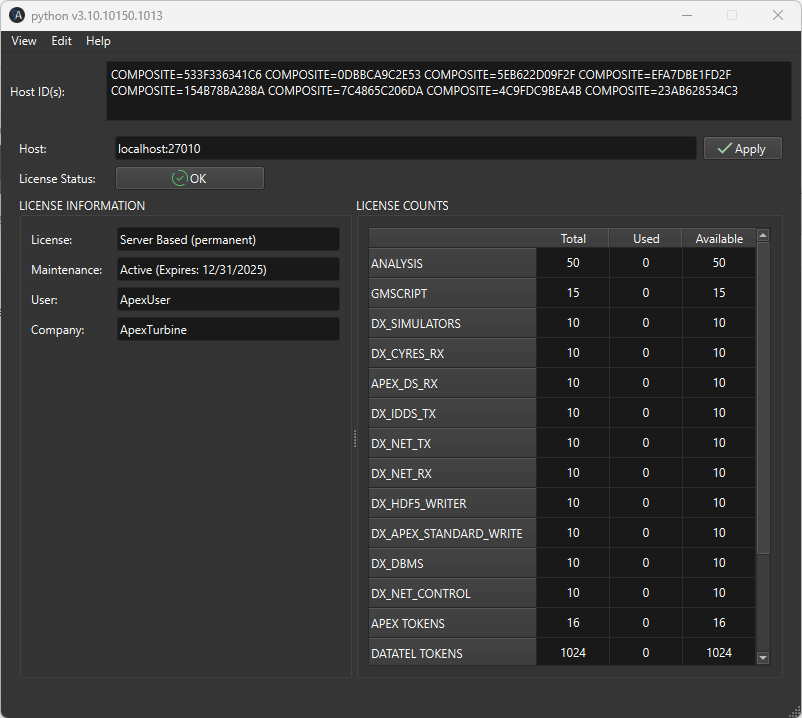 python v3.10.10150.1013
View Edit Help
Host ID(s):
COMPOSITE=533F336341C6 COMPOSITE=0DBBCA9C2E53 COMPOSITE=5EB622D09F2F COMPOSITE=EFA7DBE1FD2F
COMPOSITE=154B78BA288A COMPOSITE=7C4865C206DA COMPOSITE=4C9FDC9BEA4B COMPOSITE=23AB628534C3
Host: localhost:27010 Apply
License Status: OK
LICENSE INFORMATION
License: Server Based (permanent)
Maintenance: Active (Expires: 12/31/2025)
User: ApexUser
Company: ApexTurbine
LICENSE COUNTS
Total Used Available
ANALYSIS 50 0 50
GMSCRIPT 15 0 15
DX_SIMULATORS 10 0 10
DX_CYRES_RX 10 0 10
APEX_DS_RX 10 0 10
DX_IDDS_TX 10 0 10
DX_NET_TX 10 0 10
DX_NET_RX 10 0 10
DX_HDF5_WRITER 10 0 10
DX_APEX_STANDARD_WRITE 10 0 10
DX_DBMS 10 0 10
DX_NET_CONTROL 10 0 10
APEX TOKENS 16 0 16
DATATEL TOKENS 1024 0 1024